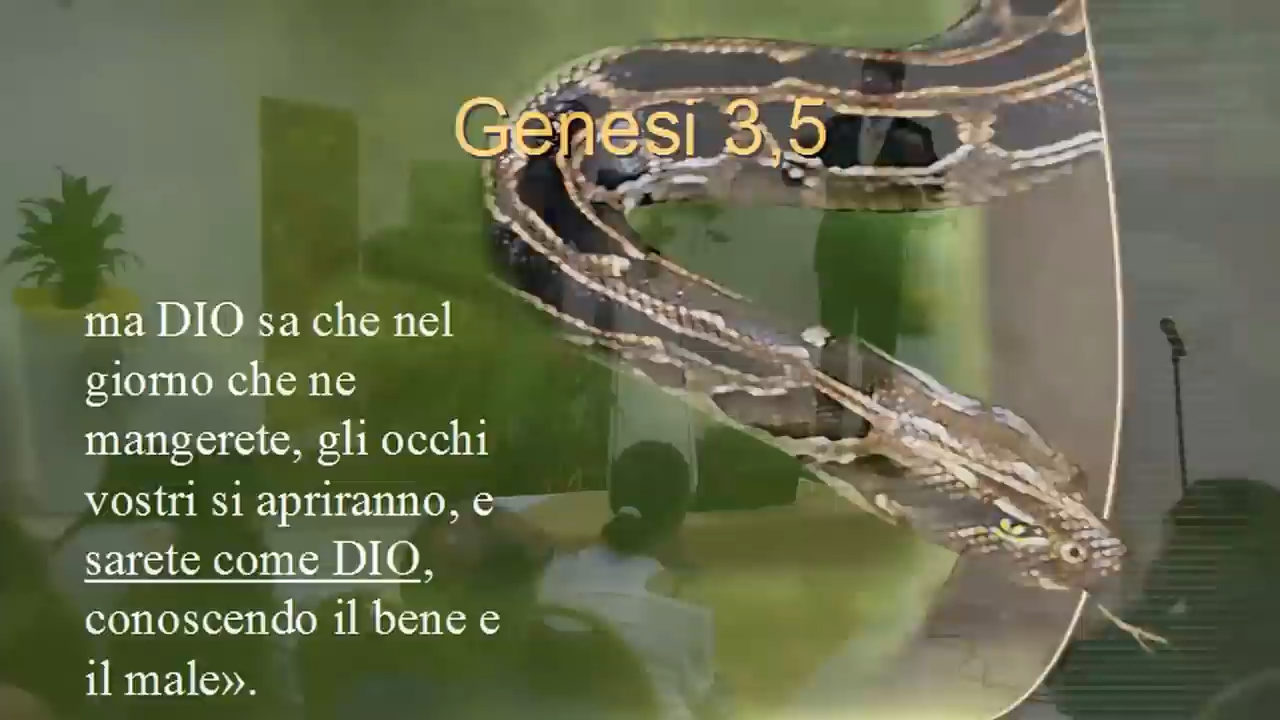 Genesi 3,5
ma DIO sa che nel
giorno che ne
mangerete, gli occhi
vostri si apriranno, e
sarete come DIO,
conoscendo il bene e
il male».